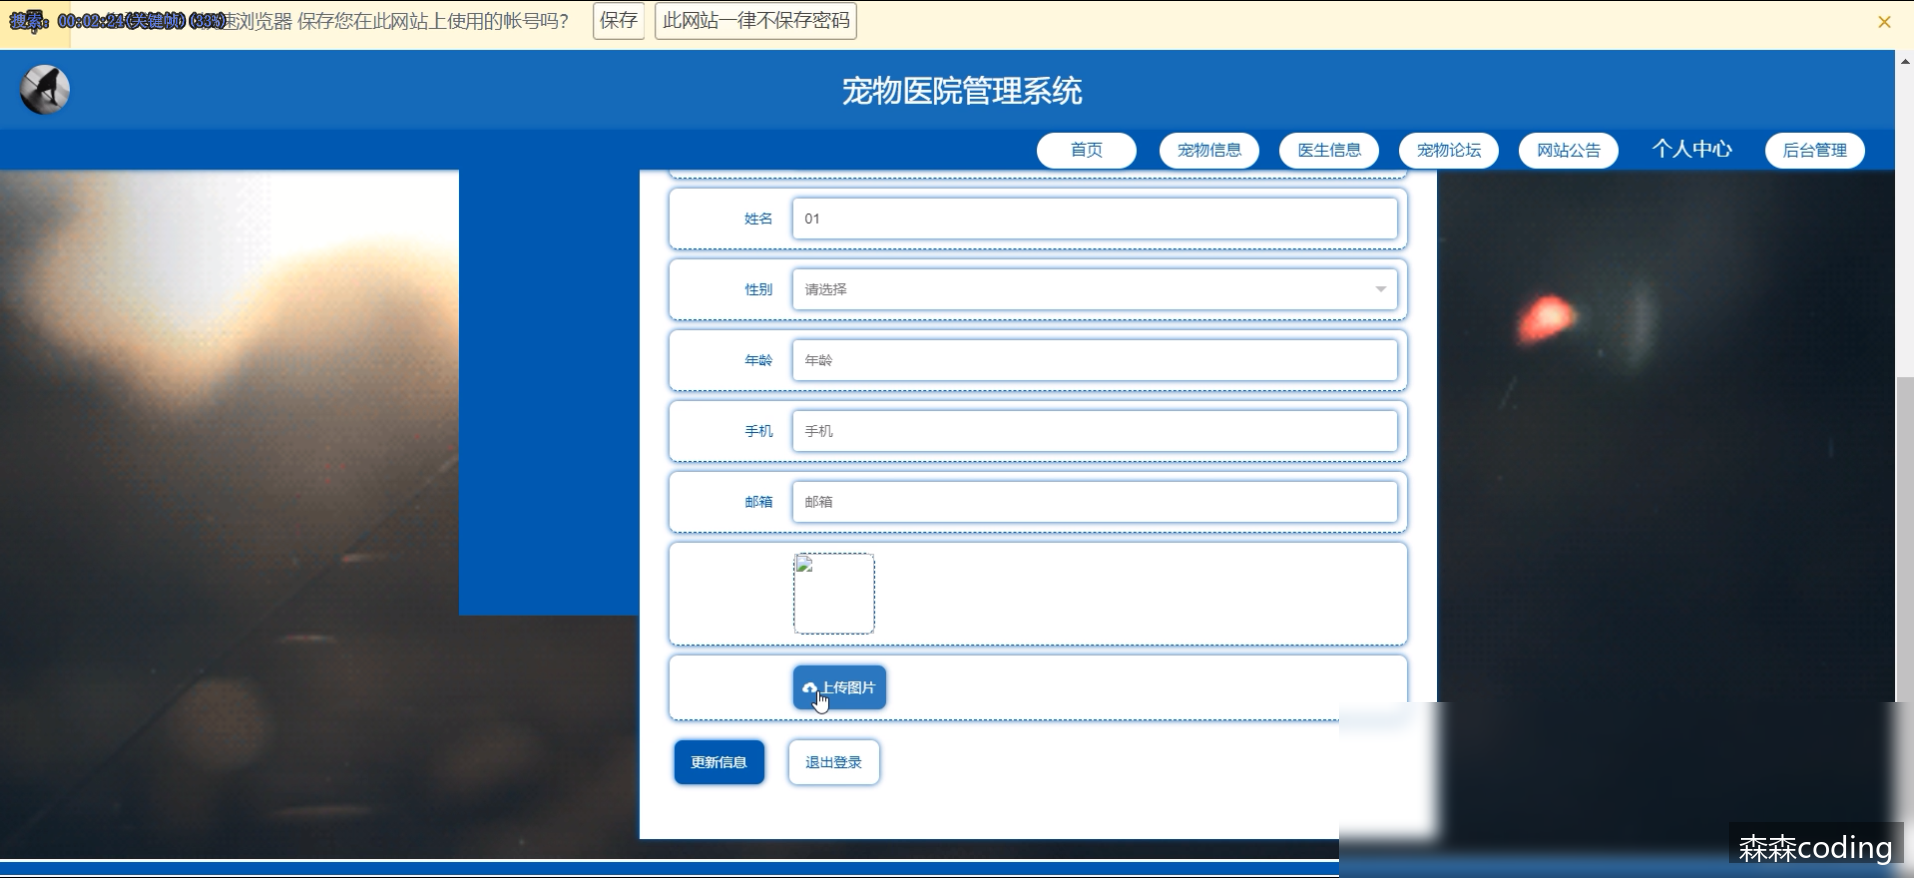 搜索: 00:02:24(关键帧) (33%)
速浏览器 保存您在此网站上使用的帐号吗?
保存
此网站一律不保存密码
宠物医院管理系统
首页
宠物信息
医生信息
宠物论坛
网站公告
个人中心
后台管理
姓名 01
性别 请选择
年龄 年龄
手机 手机
邮箱 邮箱
上传图片
更新信息
退出登录
森森coding